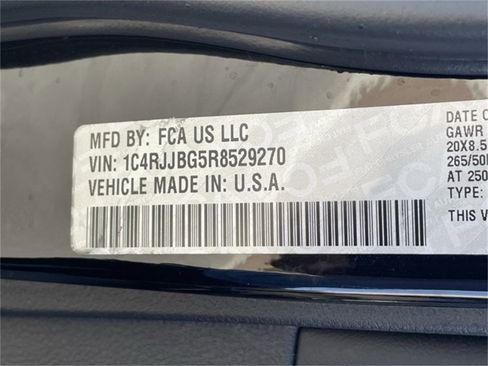 MFD BY: FCA US LLC
VIN: 1C4RJJBG5R8529270
VEHICLE MADE IN: U.S.A.
DATE O
GAWR
20X8.5
265/50
AT 250
TYPE:
THIS V